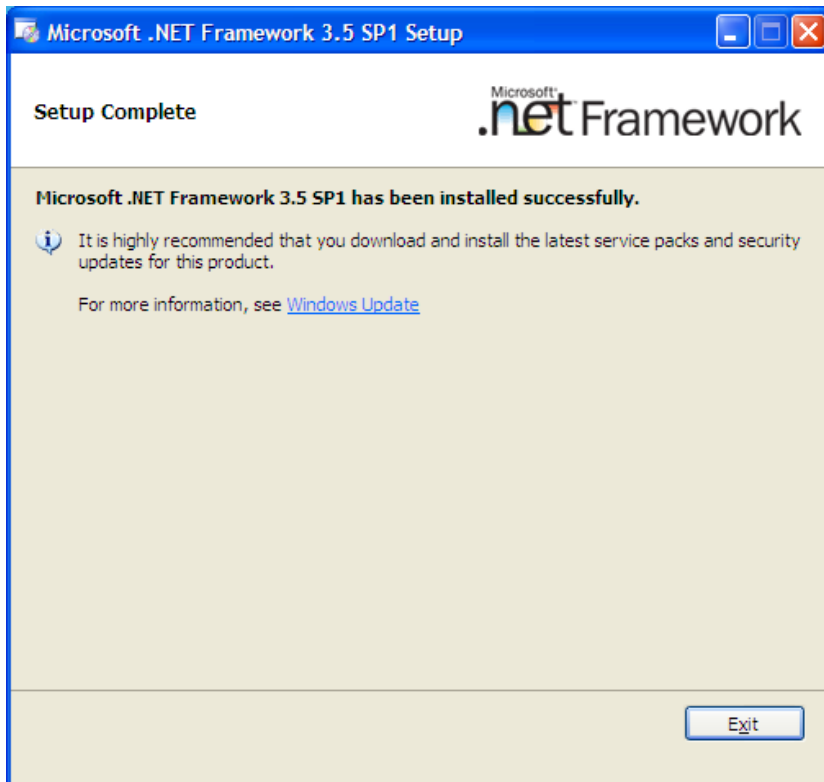 Microsoft .NET Framework 3.5 SP1 Setup
Setup Complete
Microsoft
.net Framework
Microsoft .NET Framework 3.5 SP1 has been installed successfully.
It is highly recommended that you download and install the latest service packs and security
updates for this product.
For more information, see Windows Update
Exit